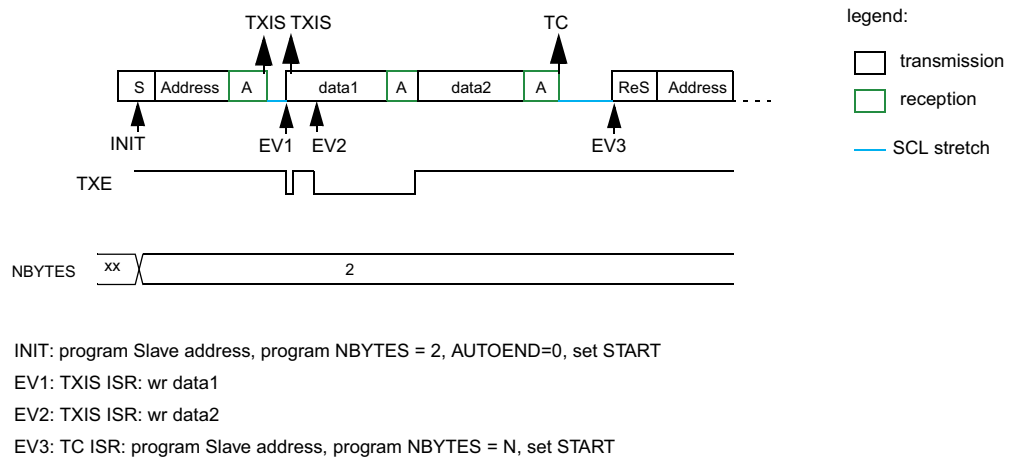 TXIS TXIS TC
legend:
S Address A data1 A data2 A ReS Address
transmission
reception
SCL stretch
INIT EV1 EV2 EV3
TXE
NBYTES xx 2
INIT: program Slave address, program NBYTES = 2, AUTOEND=0, set START
EV1: TXIS ISR: wr data1
EV2: TXIS ISR: wr data2
EV3: TC ISR: program Slave address, program NBYTES = N, set START